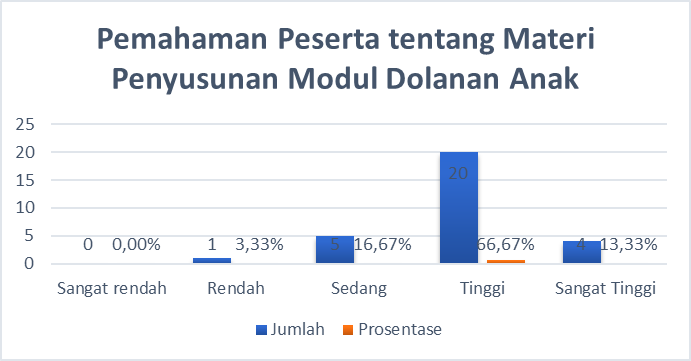 Pemahaman Peserta tentang Materi
Penyusunan Modul Dolanan Anak
25
20
15
10
5
0
0 0,00% 1 3,33% 5 16,67% 20 66,67% 4 13,33%
Sangat rendah Rendah Sedang Tinggi Sangat Tinggi
Jumlah Prosentase